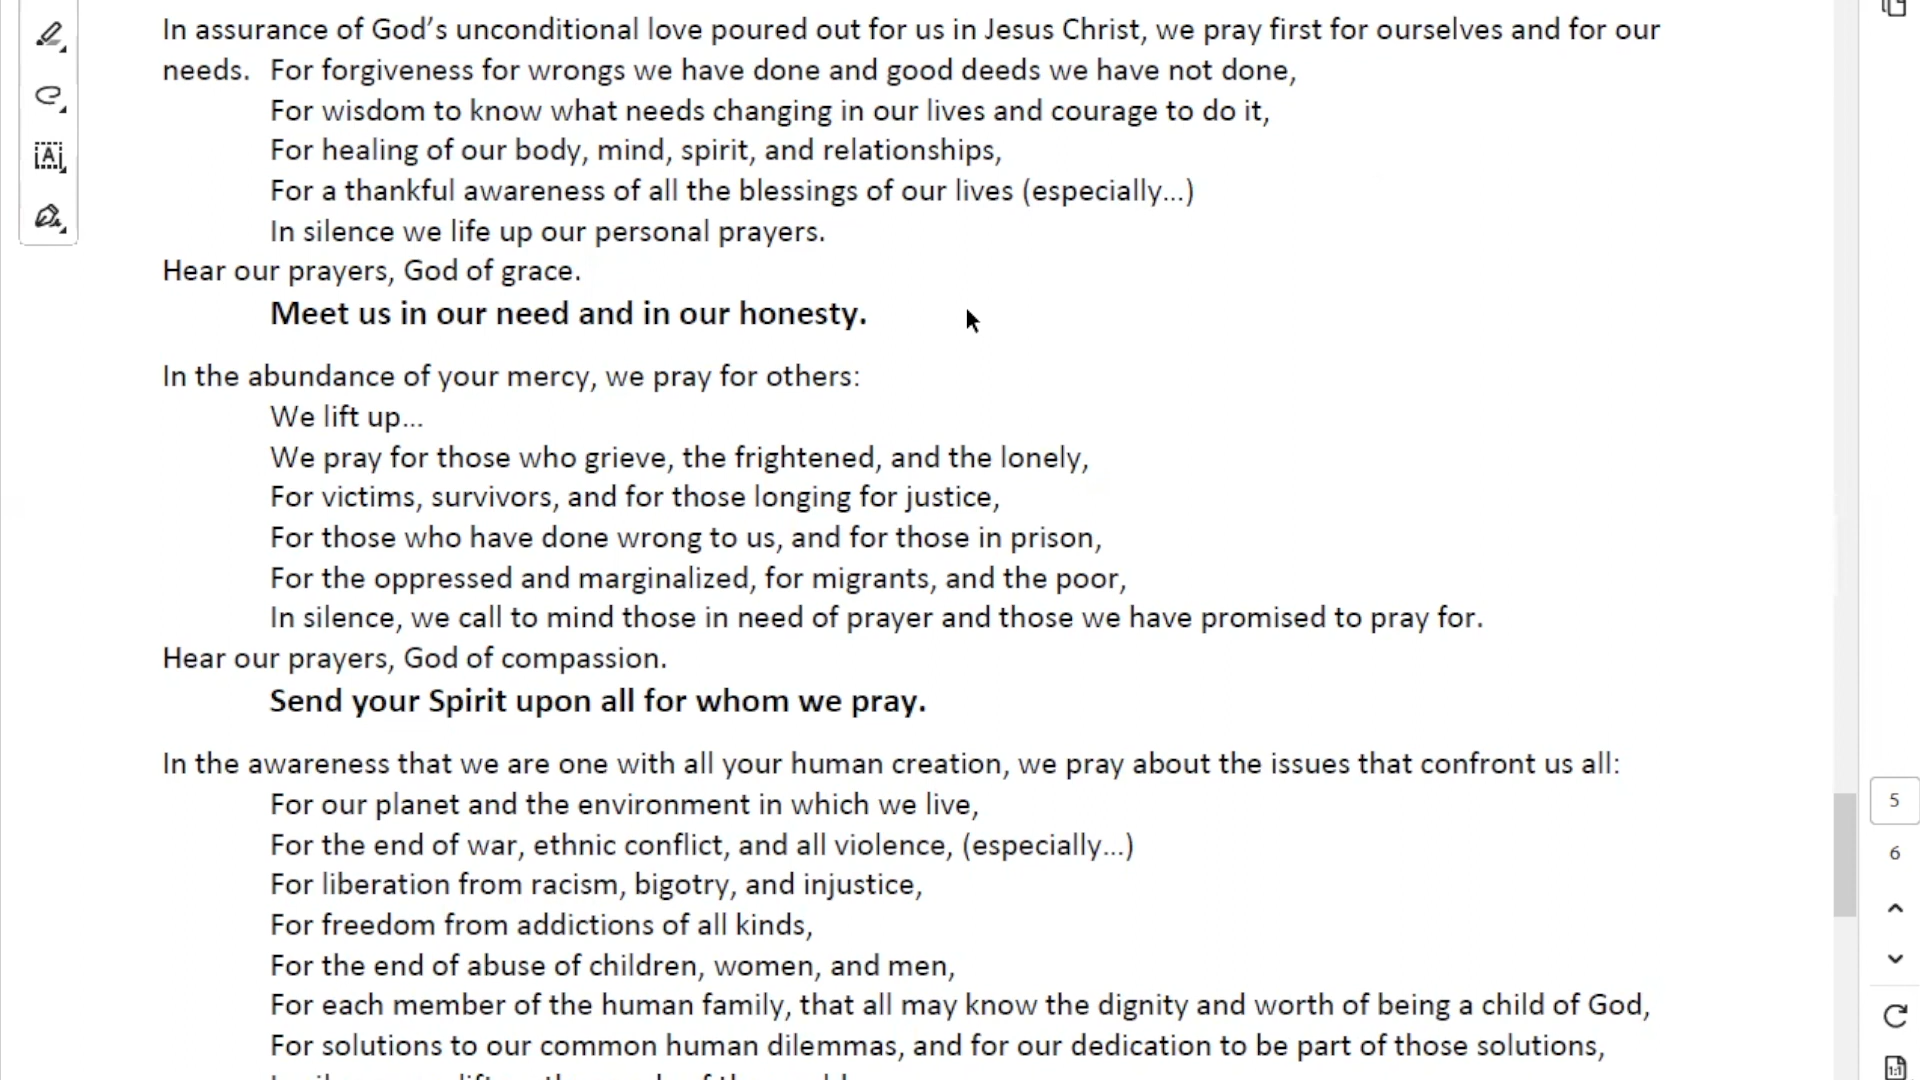 In assurance of God’s unconditional love poured out for us in Jesus Christ, we pray first for ourselves and for our
needs. For forgiveness for wrongs we have done and good deeds we have not done,
For wisdom to know what needs changing in our lives and courage to do it,
For healing of our body, mind, spirit, and relationships,
For a thankful awareness of all the blessings of our lives (especially...)
In silence we life up our personal prayers.
Hear our prayers, God of grace.
Meet us in our need and in our honesty.
In the abundance of your mercy, we pray for others:
We lift up...
We pray for those who grieve, the frightened, and the lonely,
For victims, survivors, and for those longing for justice,
For those who have done wrong to us, and for those in prison,
For the oppressed and marginalized, for migrants, and the poor,
In silence, we call to mind those in need of prayer and those we have promised to pray for.
Hear our prayers, God of compassion.
Send your Spirit upon all for whom we pray.
In the awareness that we are one with all your human creation, we pray about the issues that confront us all:
For our planet and the environment in which we live,
For the end of war, ethnic conflict, and all violence, (especially...)
For liberation from racism, bigotry, and injustice,
For freedom from addictions of all kinds,
For the end of abuse of children, women, and men,
For each member of the human family, that all may know the dignity and worth of being a child of God,
For solutions to our common human dilemmas, and for our dedication to be part of those solutions,
5
6
1:1